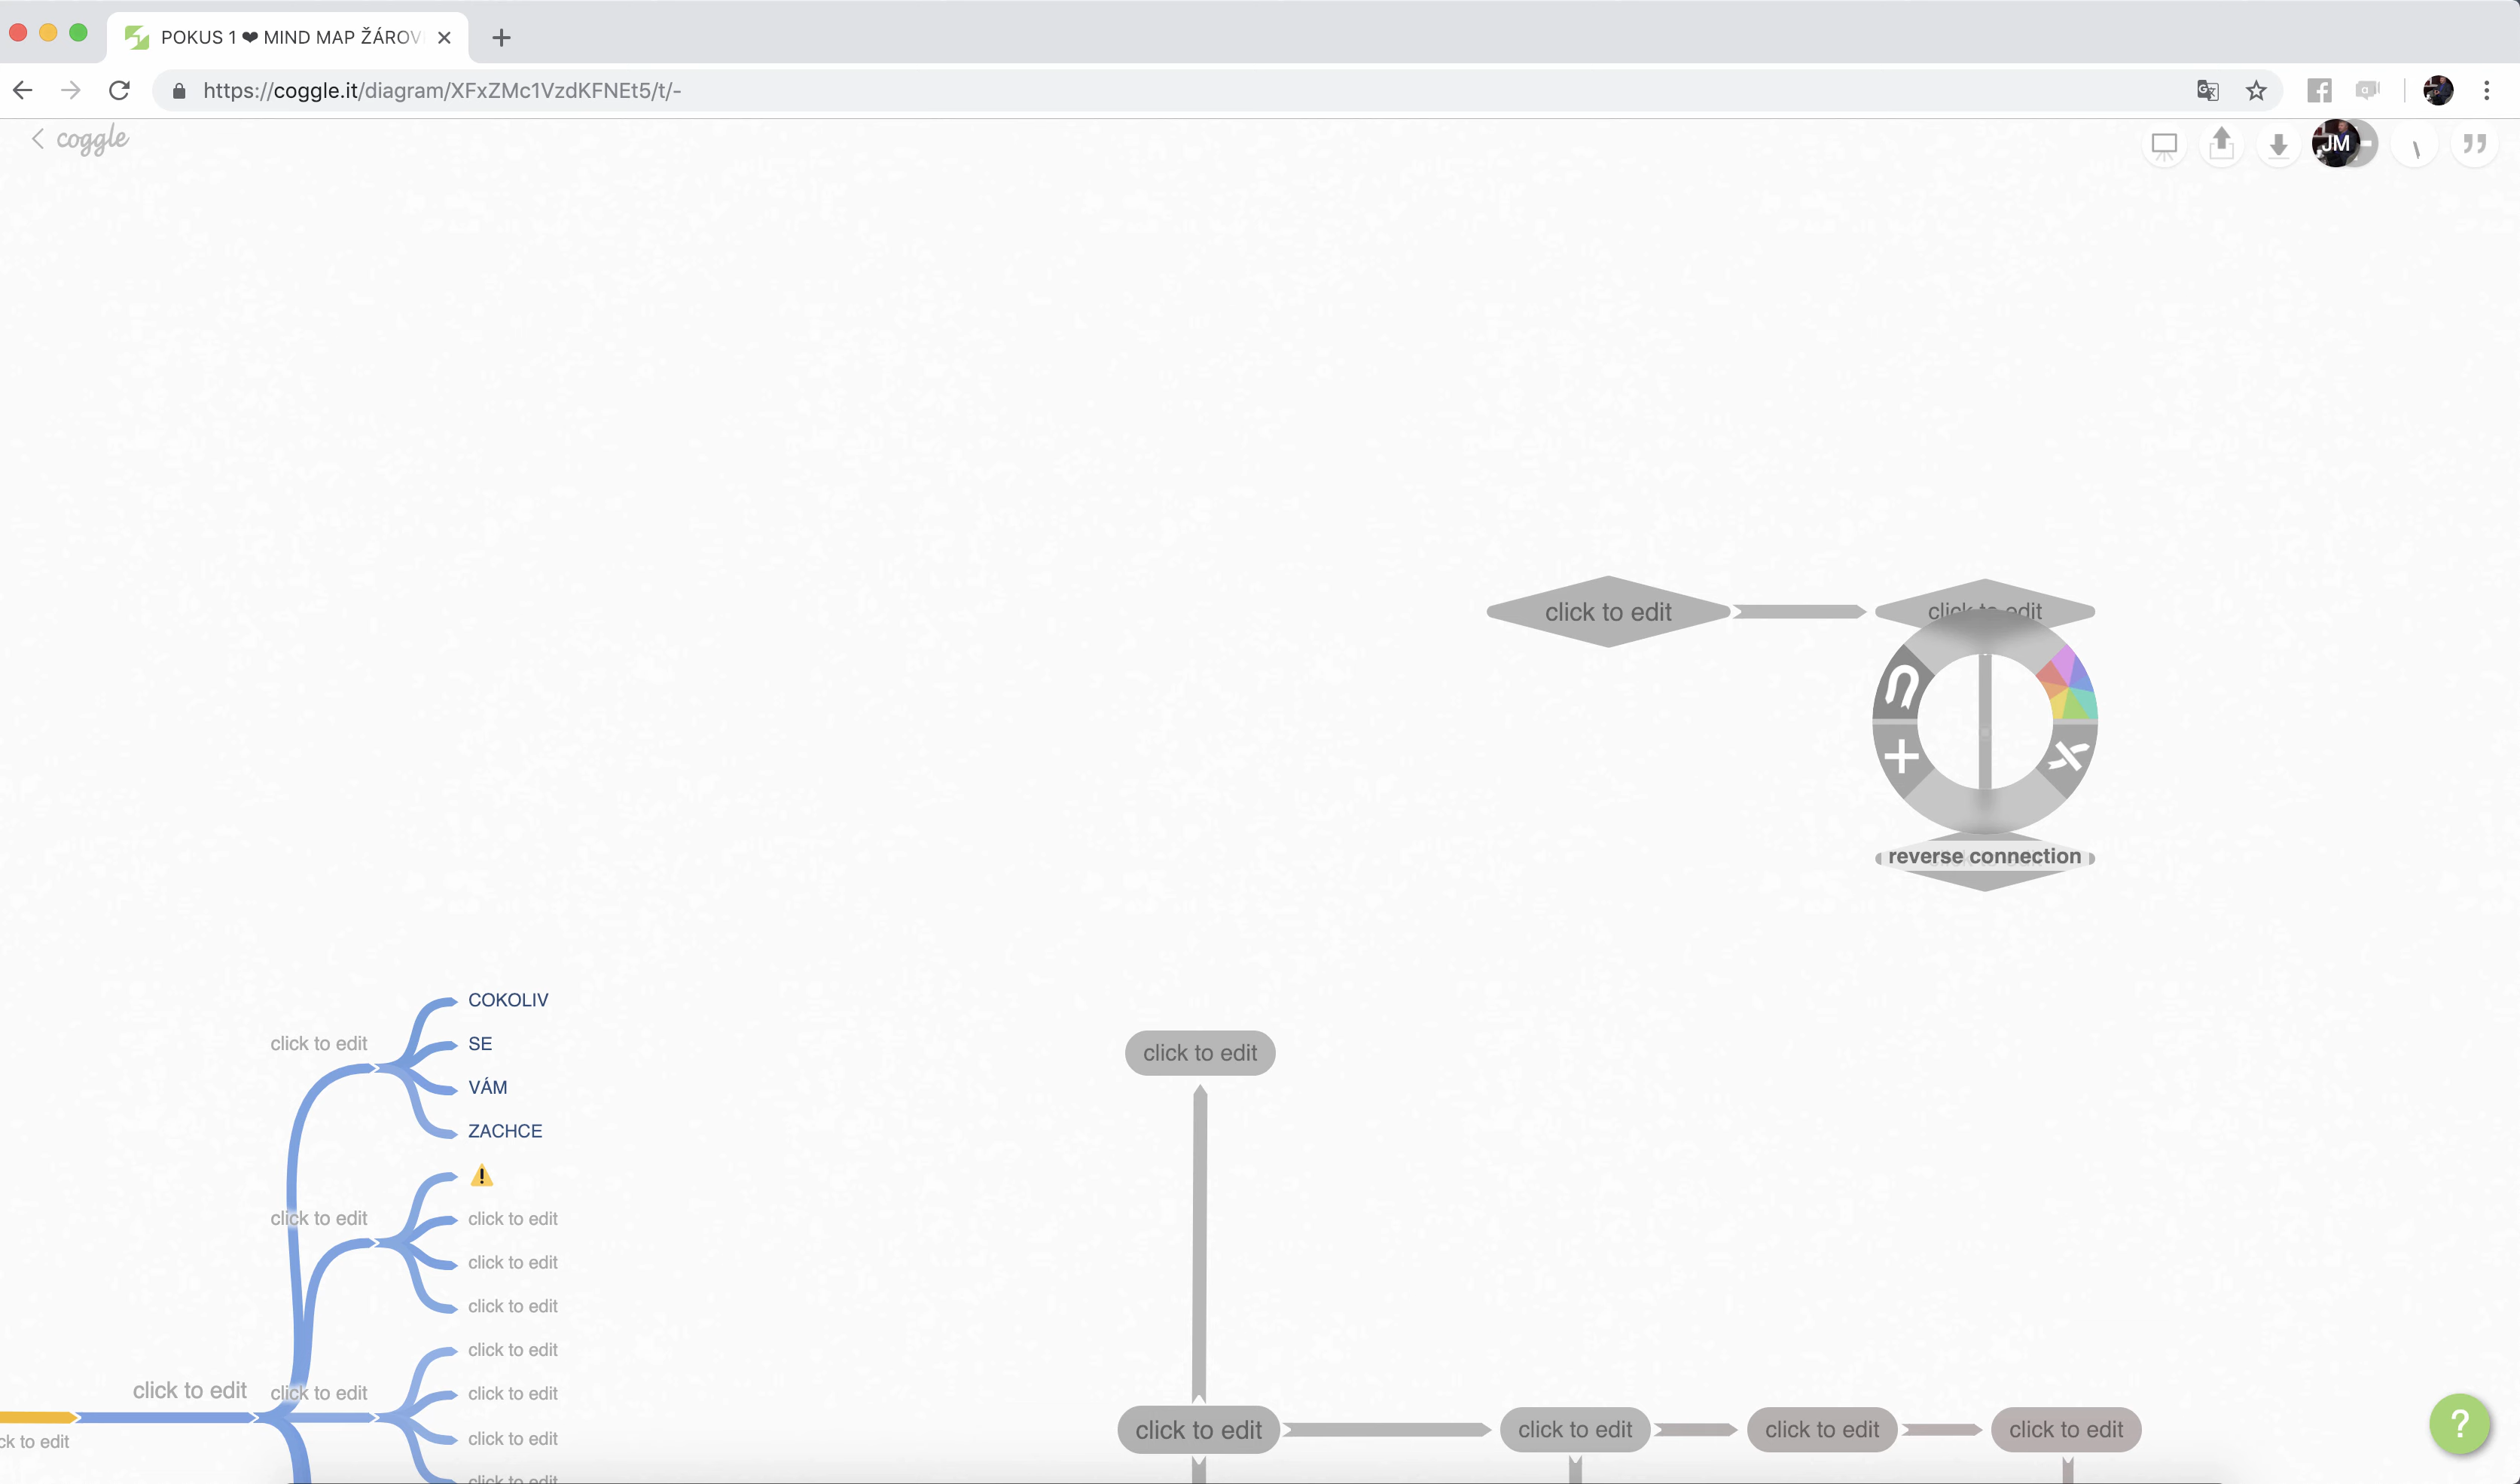 POKUS 1 ❤ MIND MAP ŽÁROV
https://coggle.it/diagram/XFxZMc1VzdKFNEt5/t/-
coggle
JM
click to edit
click to edit
reverse connection
COKOLIV
click to edit
SE
click to edit
VÁM
ZACHCE
click to edit
click to edit
click to edit
click to edit
click to edit
click to edit
click to edit
click to edit
click to edit
click to edit
click to edit
click to edit
click to edit
ck to edit
click to edit
?